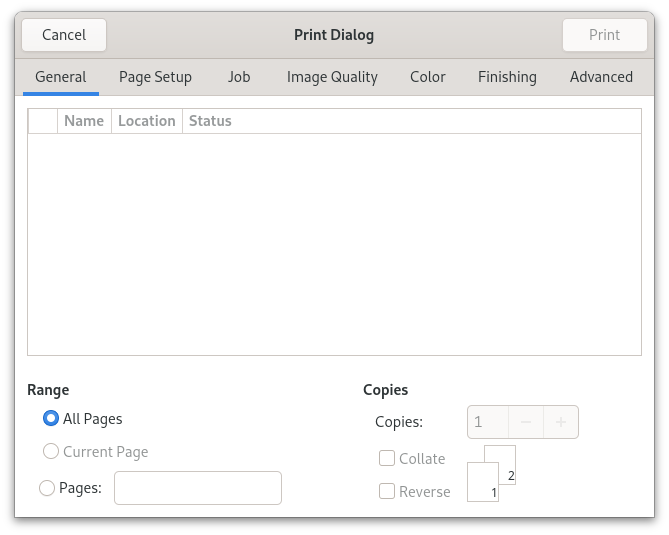 Cancel Print Dialog Print
General Page Setup Job Image Quality Color Finishing Advanced
Name Location Status
Range Copies
All Pages Copies: 1
Current Page Collate
Pages: Reverse
2
1